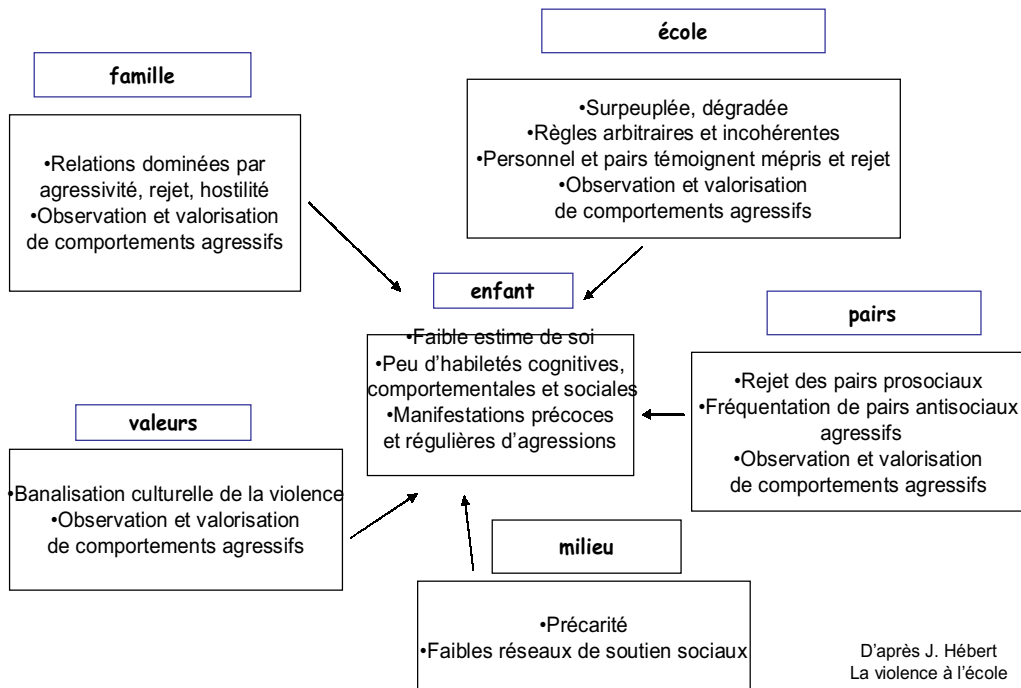 famille
•Relations dominées par
agressivité, rejet, hostilité
•Observation et valorisation
de comportements agressifs
école
•Surpeuplée, dégradée
•Règles arbitraires et incohérentes
•Personnel et pairs témoignent mépris et rejet
•Observation et valorisation
de comportements agressifs
enfant
•Faible estime de soi
•Peu d'habiletés cognitives,
comportementales et sociales
•Manifestations précoces
et régulières d'agressions
pairs
•Rejet des pairs prosociaux
•Fréquentation de pairs antisociaux
agressifs
•Observation et valorisation
de comportements agressifs
valeurs
•Banalisation culturelle de la violence
•Observation et valorisation
de comportements agressifs
milieu
•Précarité
•Faibles réseaux de soutien sociaux
D'après J. Hébert
La violence à l'école